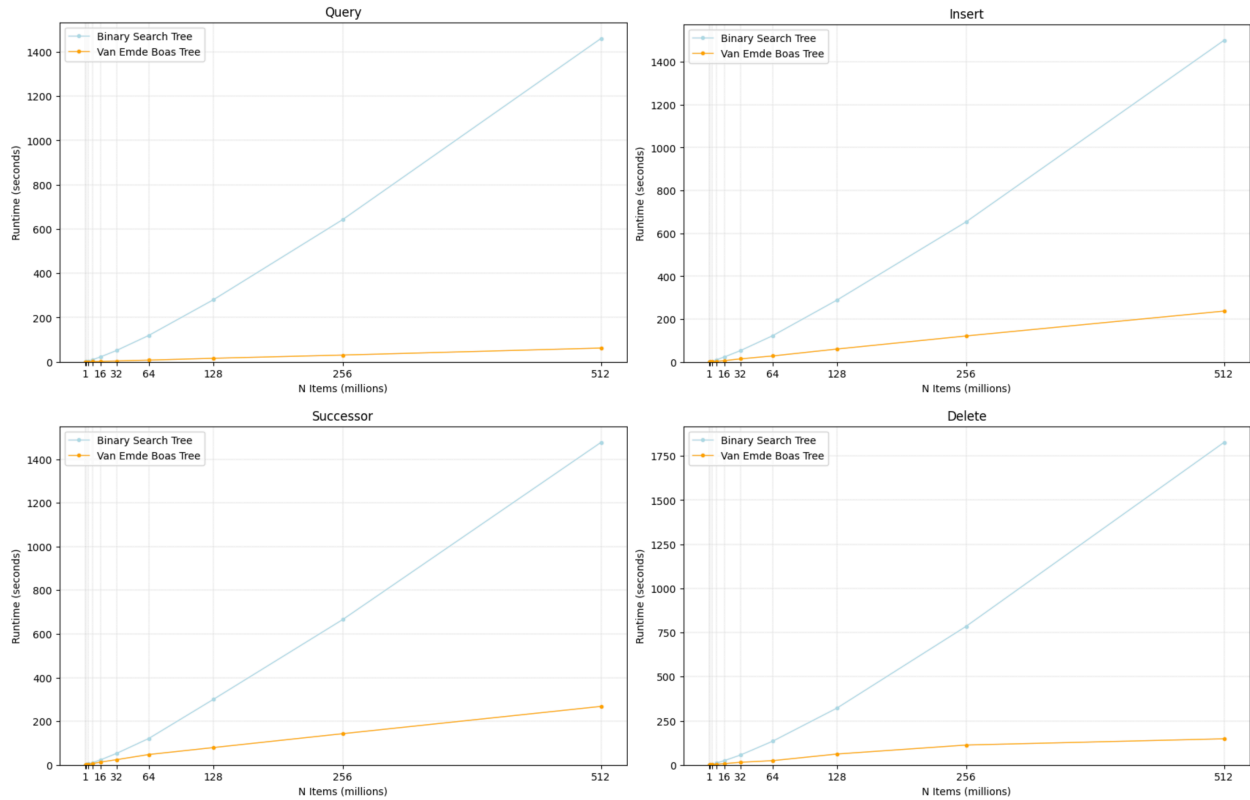 Query
Binary Search Tree
Van Emde Boas Tree
Runtime (seconds)
1400
1200
1000
800
600
400
200
0
1 16 32 64 128 256 512
N Items (millions)
Insert
Binary Search Tree
Van Emde Boas Tree
Runtime (seconds)
1400
1200
1000
800
600
400
200
0
1 16 32 64 128 256 512
N Items (millions)
Successor
Binary Search Tree
Van Emde Boas Tree
Runtime (seconds)
1400
1200
1000
800
600
400
200
0
1 16 32 64 128 256 512
N Items (millions)
Delete
Binary Search Tree
Van Emde Boas Tree
Runtime (seconds)
1750
1500
1250
1000
750
500
250
0
1 16 32 64 128 256 512
N Items (millions)